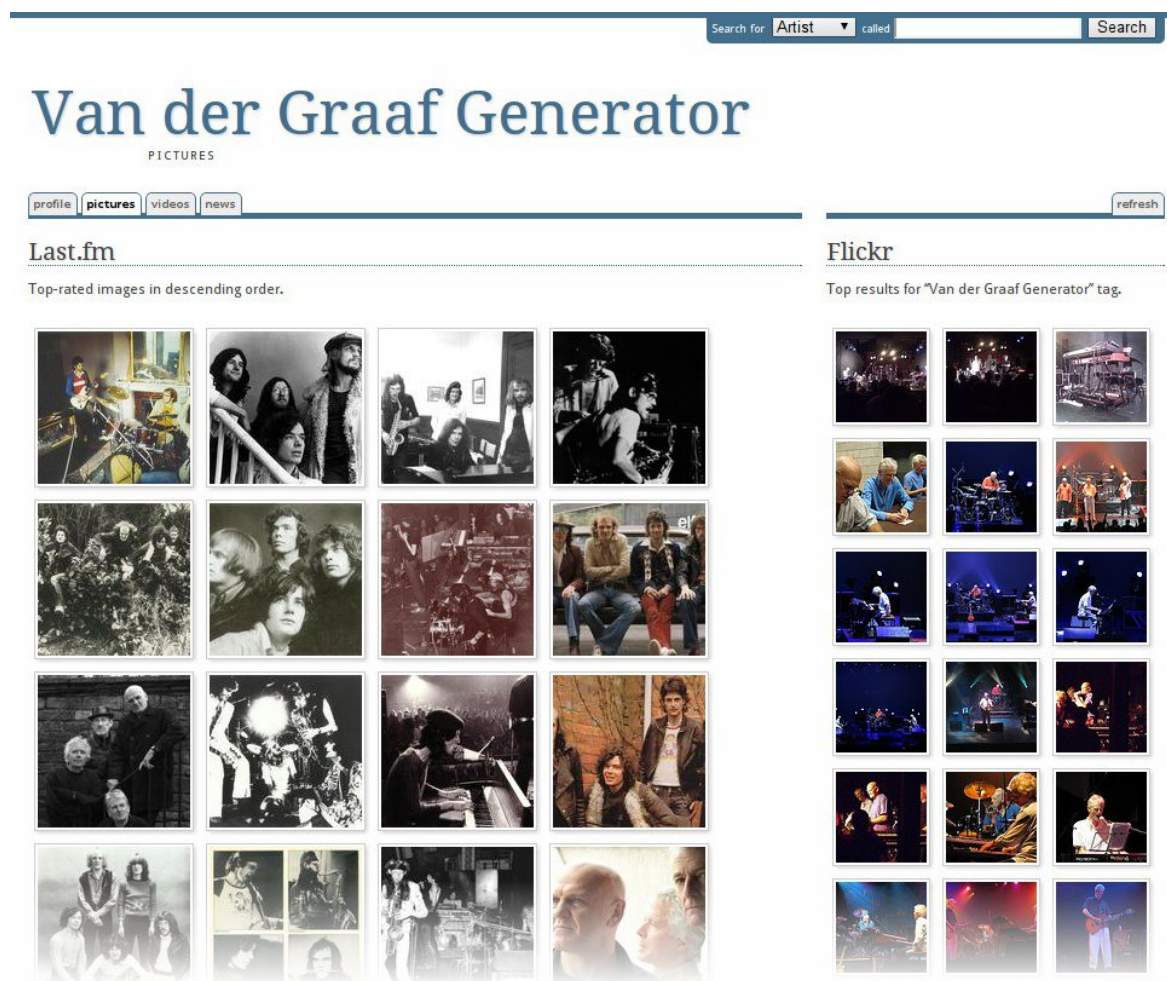 Search for Artist called Search
Van der Graaf Generator
PICTURES
profile pictures videos news
refresh
Last.fm
Top-rated images in descending order.
Flickr
Top results for “Van der Graaf Generator” tag.